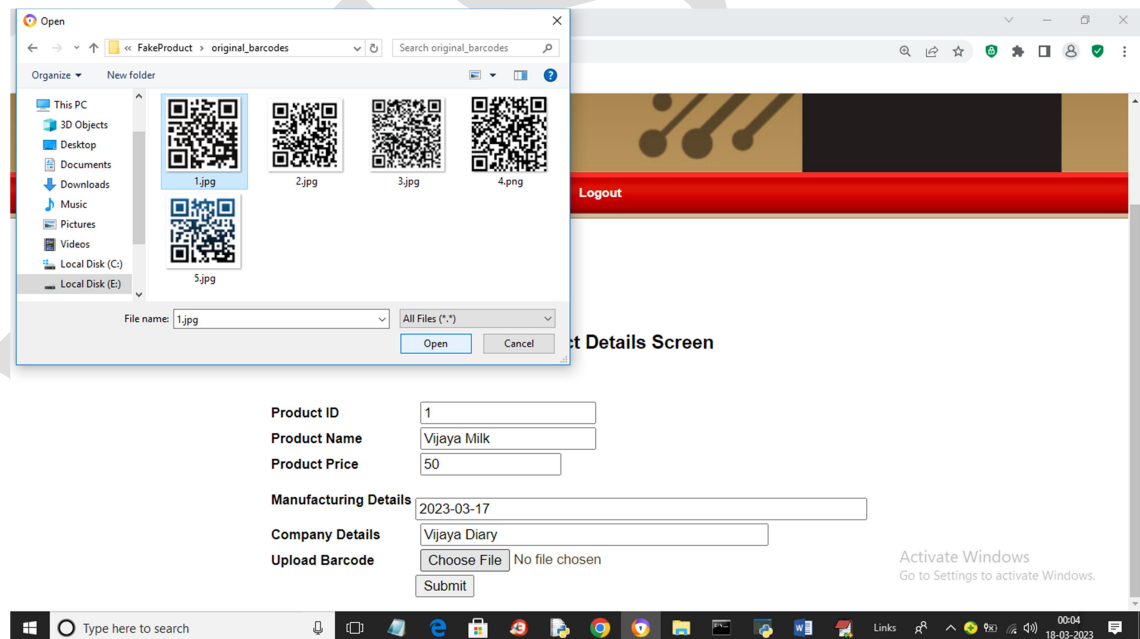 Open
« FakeProduct › original_barcodes
Search original_barcodes
Organize
New folder
This PC
3D Objects
Desktop
Documents
Downloads
Music
Pictures
Videos
Local Disk (C:)
Local Disk (E:)
1.jpg
2.jpg
3.jpg
4.png
5.jpg
File name: 1.jpg
All Files (*.*)
Open
Cancel
Logout
ct Details Screen
Product ID 1
Product Name Vijaya Milk
Product Price 50
Manufacturing Details 2023-03-17
Company Details Vijaya Diary
Upload Barcode Choose File No file chosen
Submit
Activate Windows
Go to Settings to activate Windows.
Type here to search
Links
00:04
18-03-2023